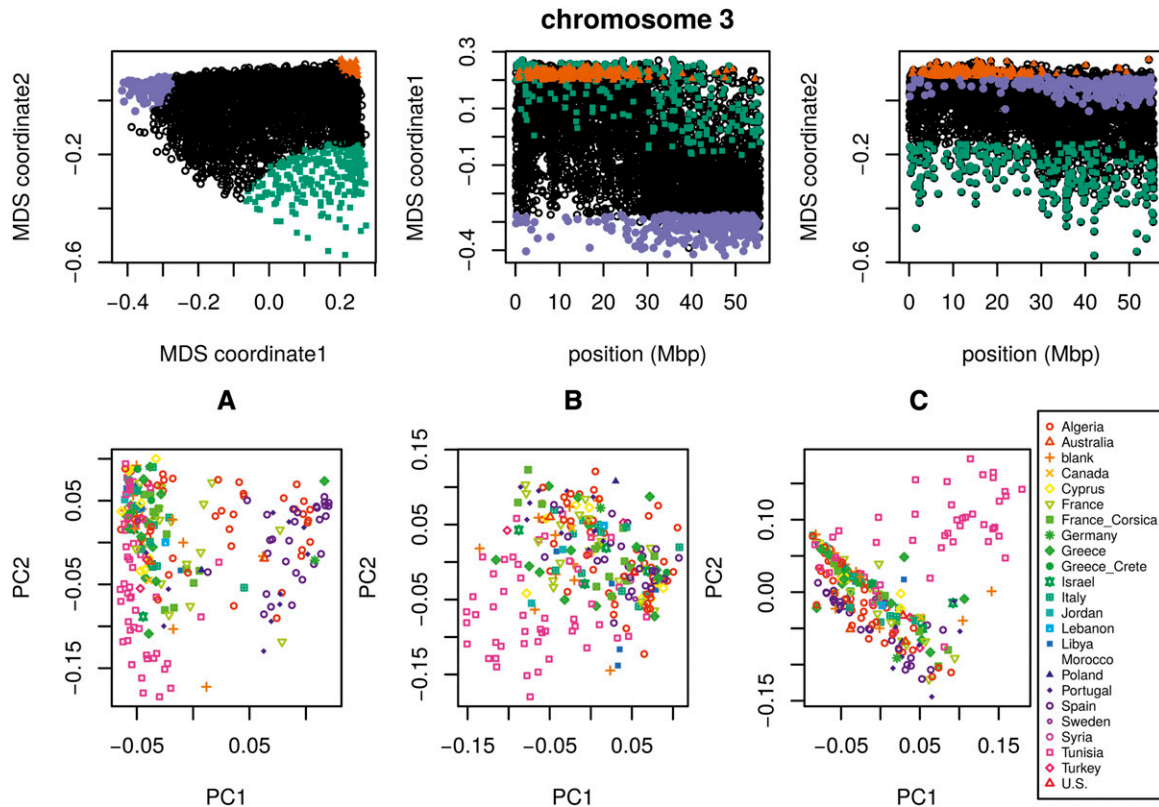 chromosome 3
MDS coordinate2
−0.2
−0.6
−0.4
−0.2
0.0
0.2
MDS coordinate1
MDS coordinate1
0.3
0.1
−0.1
−0.4
0 10 20 30 40 50
position (Mbp)
MDS coordinate2
−0.2
−0.6
0 10 20 30 40 50
position (Mbp)
A
PC2
0.05
−0.05
−0.15
−0.05
0.05
PC1
B
PC2
0.15
0.05
−0.05
−0.15
−0.15
−0.05
0.05
PC1
C
PC2
0.10
0.00
−0.15
−0.05
0.05
0.15
PC1
Algeria
Australia
blank
Canada
Cyprus
France
France_Corsica
Germany
Greece
Greece_Crete
Israel
Italy
Jordan
Lebanon
Libya
Morocco
Poland
Portugal
Spain
Sweden
Syria
Tunisia
Turkey
U.S.